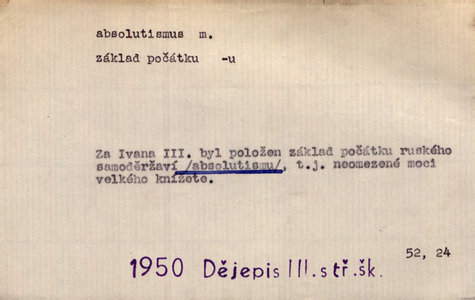 absolutismus m.
základ počátku -u
Za Ivana III. byl položen základ počátku ruského
samoděržaví /absolutismu/, t.j. neomezené moci
velkého knížete.
52, 24
1950 Dějepis III. stř. šk.